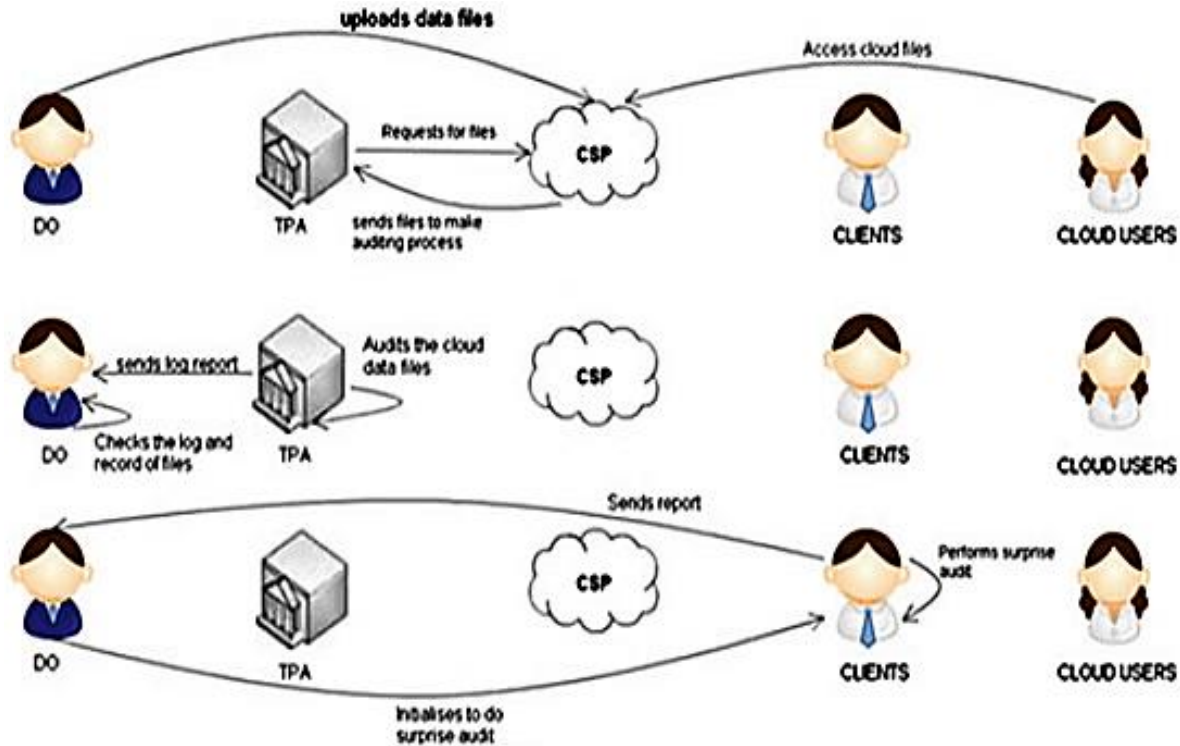 uploads data files
Access cloud files
Requests for files
CSP
sends files to make
auditing process
DO
TPA
CLIENTS
CLOUD USERS
sends log report
Audits the cloud
data files
CSP
Checks the log and
record of files
DO
TPA
CLIENTS
CLOUD USERS
Sends report
Performs surprise
audit
CSP
DO
TPA
CLIENTS
CLOUD USERS
Initialises to do
surprise audit